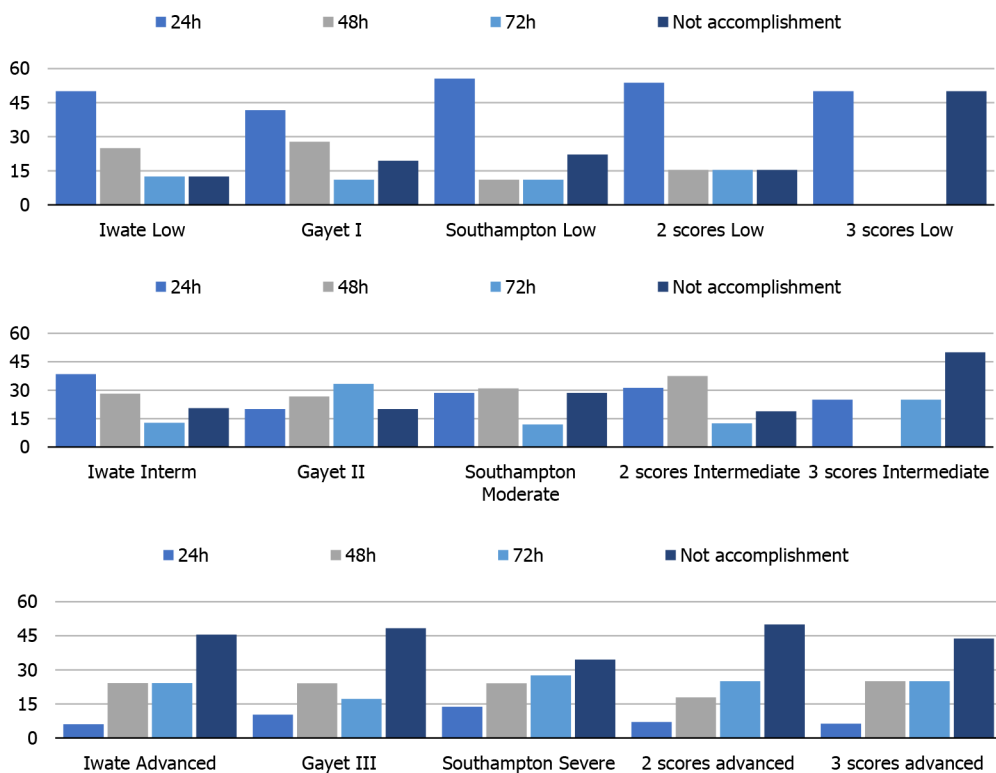 24h 48h 72h Not accomplishment
60
45
30
15
0
Iwate Low Gayet I Southampton Low 2 scores Low 3 scores Low
24h 48h 72h Not accomplishment
60
45
30
15
0
Iwate Interm Gayet II Southampton Moderate 2 scores Intermediate 3 scores Intermediate
24h 48h 72h Not accomplishment
60
45
30
15
0
Iwate Advanced Gayet III Southampton Severe 2 scores advanced 3 scores advanced